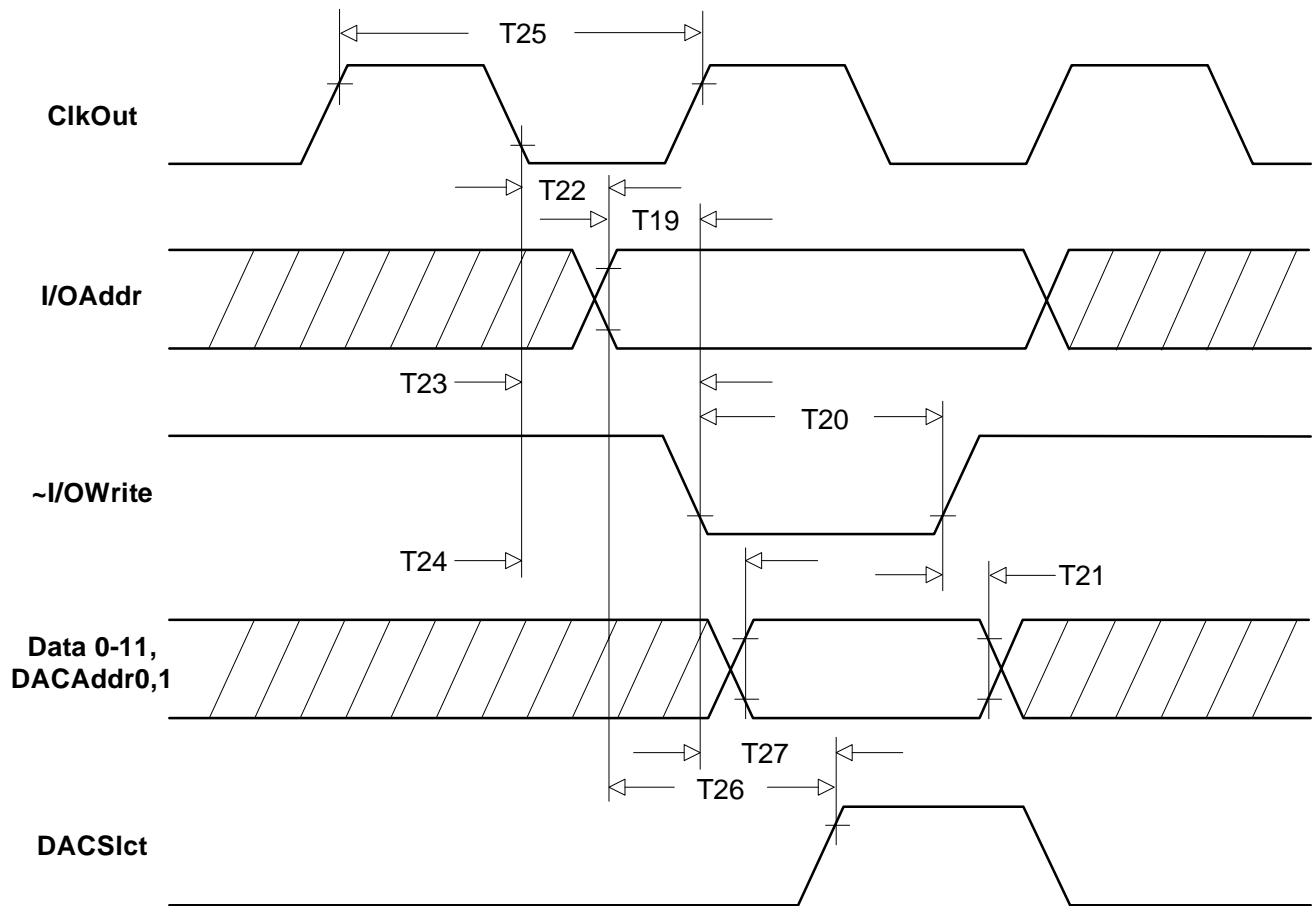 T25
ClkOut
T22
T19
I/OAddr
T23
T20
~I/OWrite
T24
T21
Data 0-11,
DACAddr0,1
T27
T26
DACSlct